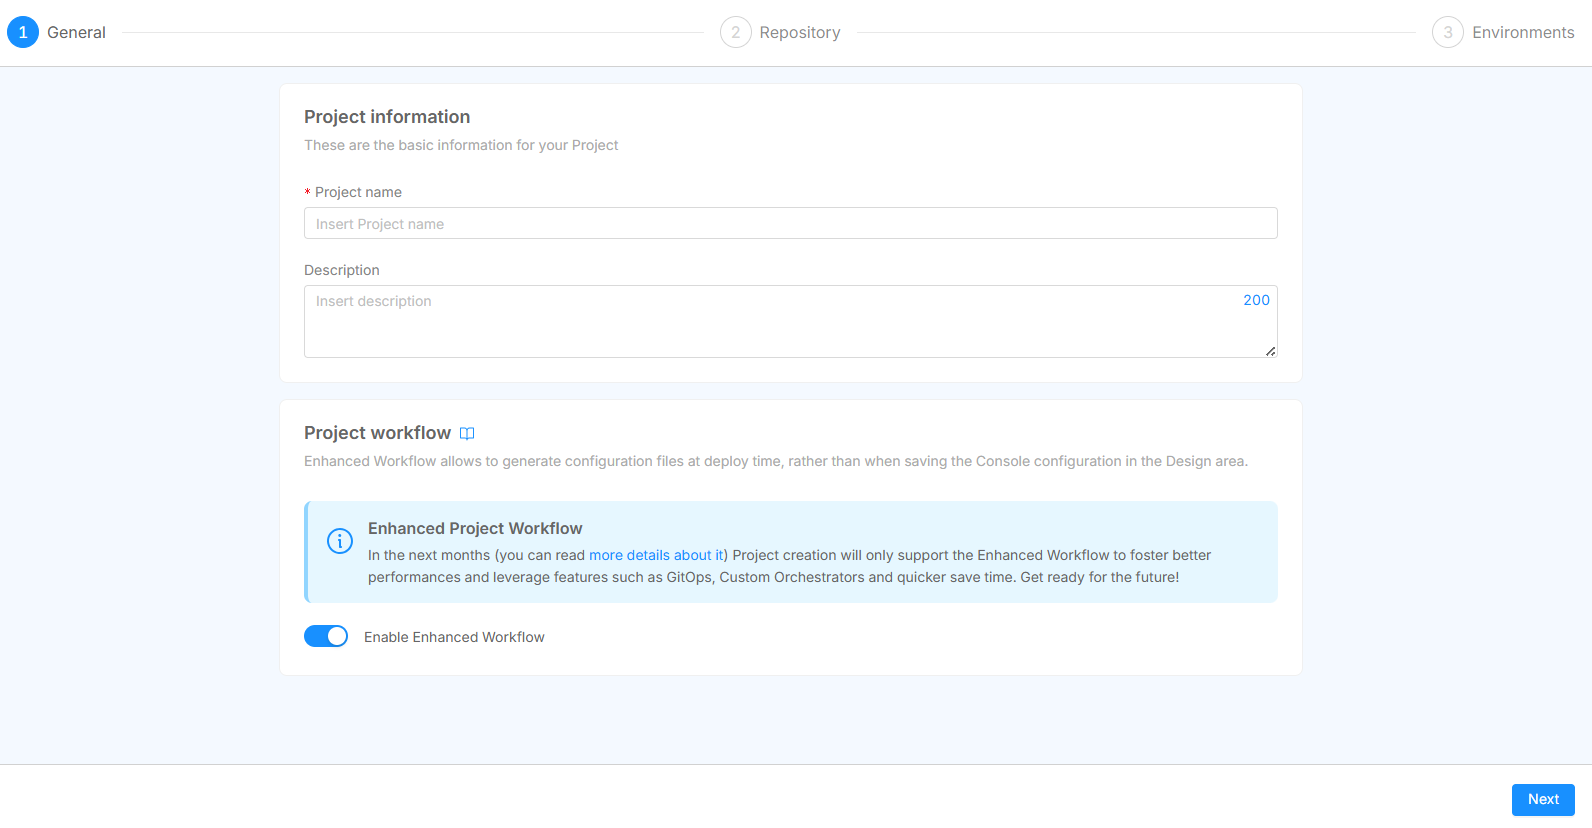 1 General
2 Repository
3 Environments
Project information
These are the basic information for your Project
* Project name
Insert Project name
Description
Insert description
200
Project workflow
Enhanced Workflow allows to generate configuration files at deploy time, rather than when saving the Console configuration in the Design area.
Enhanced Project Workflow
In the next months (you can read more details about it) Project creation will only support the Enhanced Workflow to foster better
performances and leverage features such as GitOps, Custom Orchestrators and quicker save time. Get ready for the future!
Enable Enhanced Workflow
Next